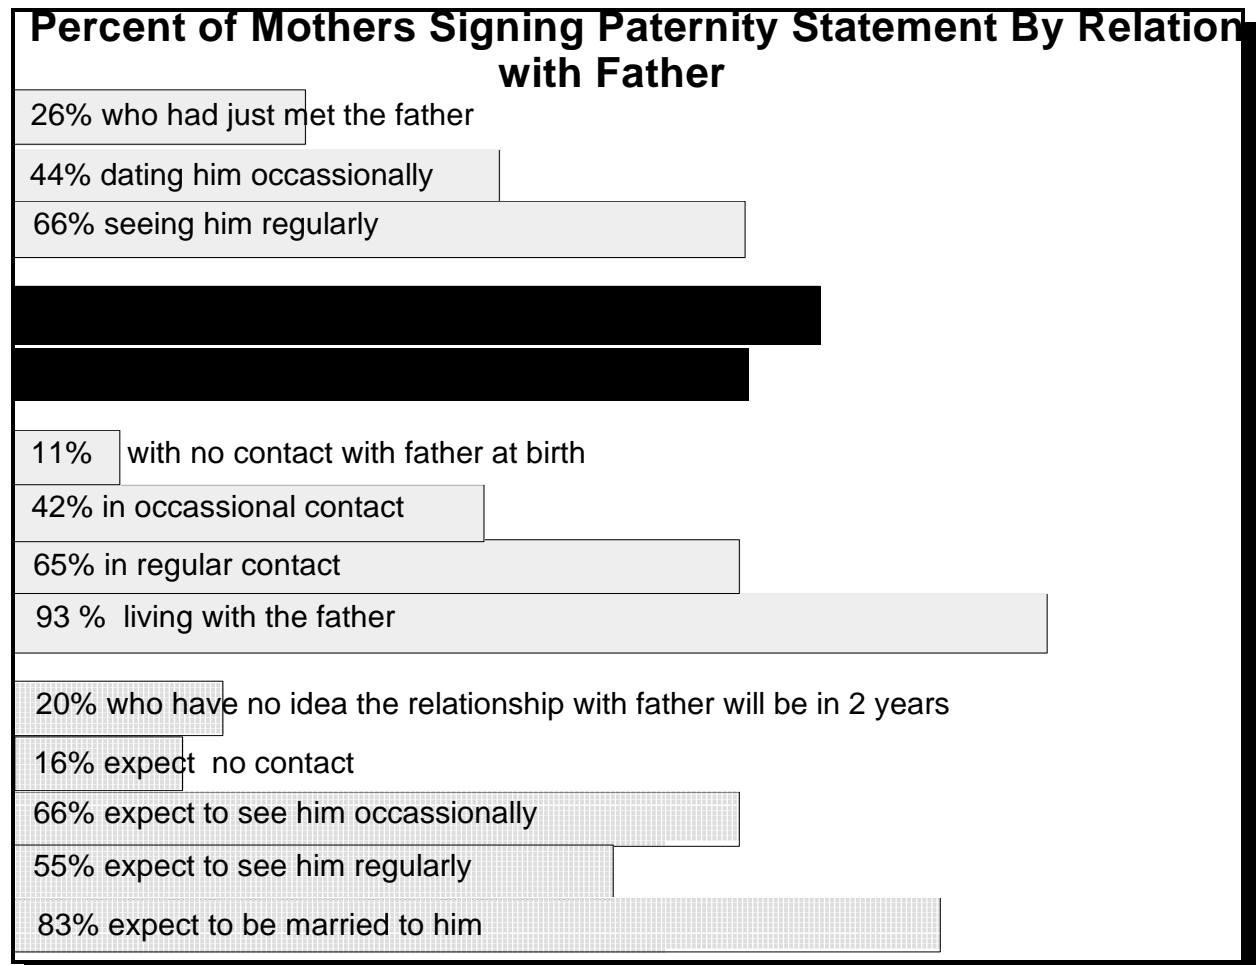 Percent of Mothers Signing Paternity Statement By Relation
with Father
26% who had just met the father
44% dating him occassionally
66% seeing him regularly
11% with no contact with father at birth
42% in occassional contact
65% in regular contact
93 % living with the father
20% who have no idea the relationship with father will be in 2 years
16% expect no contact
66% expect to see him occassionally
55% expect to see him regularly
83% expect to be married to him